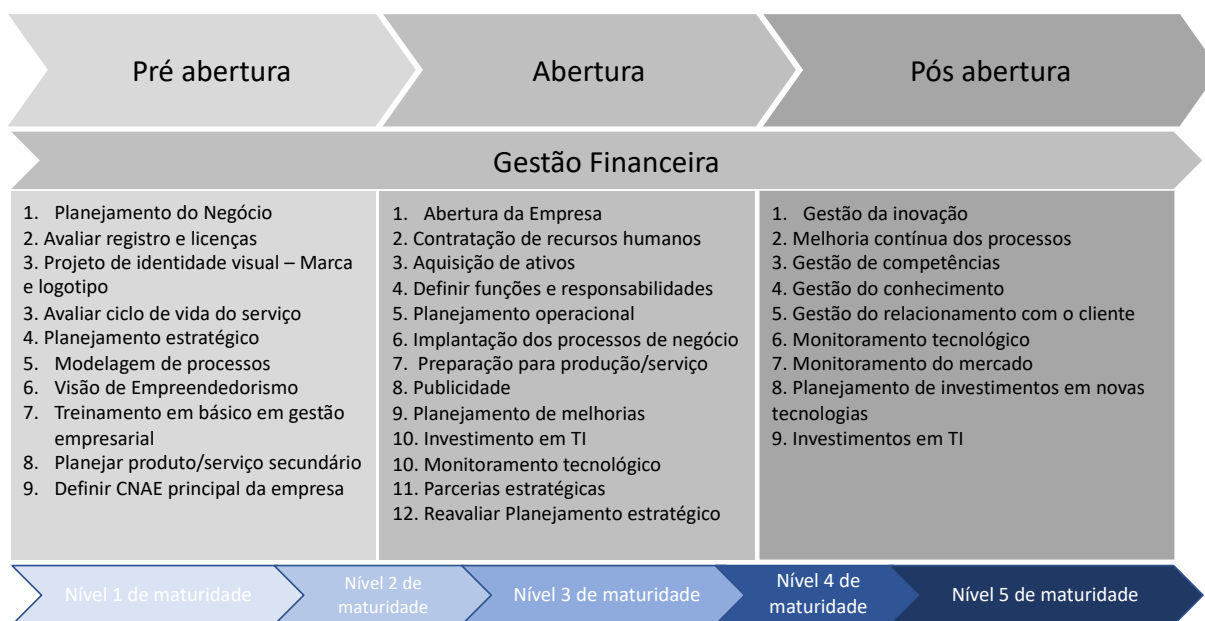 Pré abertura
Abertura
Pós abertura
Gestão Financeira
1. Planejamento do Negócio
2. Avaliar registro e licenças
3. Projeto de identidade visual – Marca
e logotipo
3. Avaliar ciclo de vida do serviço
4. Planejamento estratégico
5. Modelagem de processos
6. Visão de Empreendedorismo
7. Treinamento em básico em gestão
empresarial
8. Planejar produto/serviço secundário
9. Definir CNAE principal da empresa
1. Abertura da Empresa
2. Contratação de recursos humanos
3. Aquisição de ativos
4. Definir funções e responsabilidades
5. Planejamento operacional
6. Implantação dos processos de negócio
7. Preparação para produção/serviço
8. Publicidade
9. Planejamento de melhorias
10. Investimento em TI
10. Monitoramento tecnológico
11. Parcerias estratégicas
12. Reavaliar Planejamento estratégico
1. Gestão da inovação
2. Melhoria contínua dos processos
3. Gestão de competências
4. Gestão do conhecimento
5. Gestão do relacionamento com o cliente
6. Monitoramento tecnológico
7. Monitoramento do mercado
8. Planejamento de investimentos em novas
tecnologias
9. Investimentos em TI
Nível 1 de maturidade
Nível 2 de
maturidade
Nível 3 de maturidade
Nível 4 de
maturidade
Nível 5 de maturidade